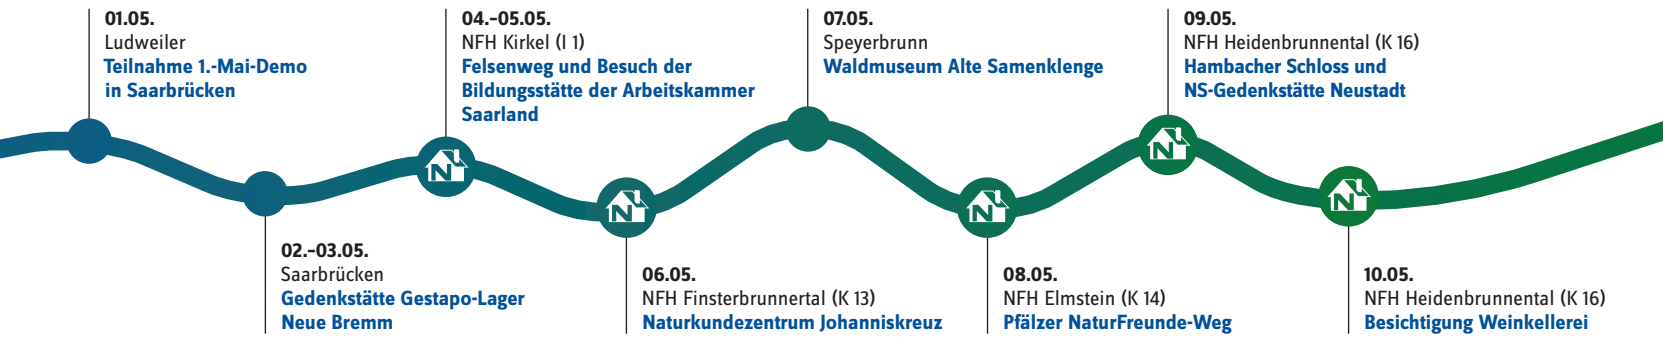 01.05.
Ludweiler
Teilnahme 1.-Mai-Demo
in Saarbrücken
02.-03.05.
Saarbrücken
Gedenkstätte Gestapo-Lager
Neue Bremm
04.-05.05.
NFH Kirkel (I 1)
Felsenweg und Besuch der
Bildungsstätte der Arbeitskammer
Saarland
N
06.05.
NFH Finsterbrunnertal (K 13)
Naturkundezentrum Johanniskreuz
N
07.05.
Speyerbrunn
Waldmuseum Alte Samenklenge
08.05.
NFH Elmstein (K 14)
Pfälzer NaturFreunde-Weg
N
09.05.
NFH Heidenbrunnental (K 16)
Hambacher Schloss und
NS-Gedenkstätte Neustadt
N
10.05.
NFH Heidenbrunnental (K 16)
Besichtigung Weinkellerei
N